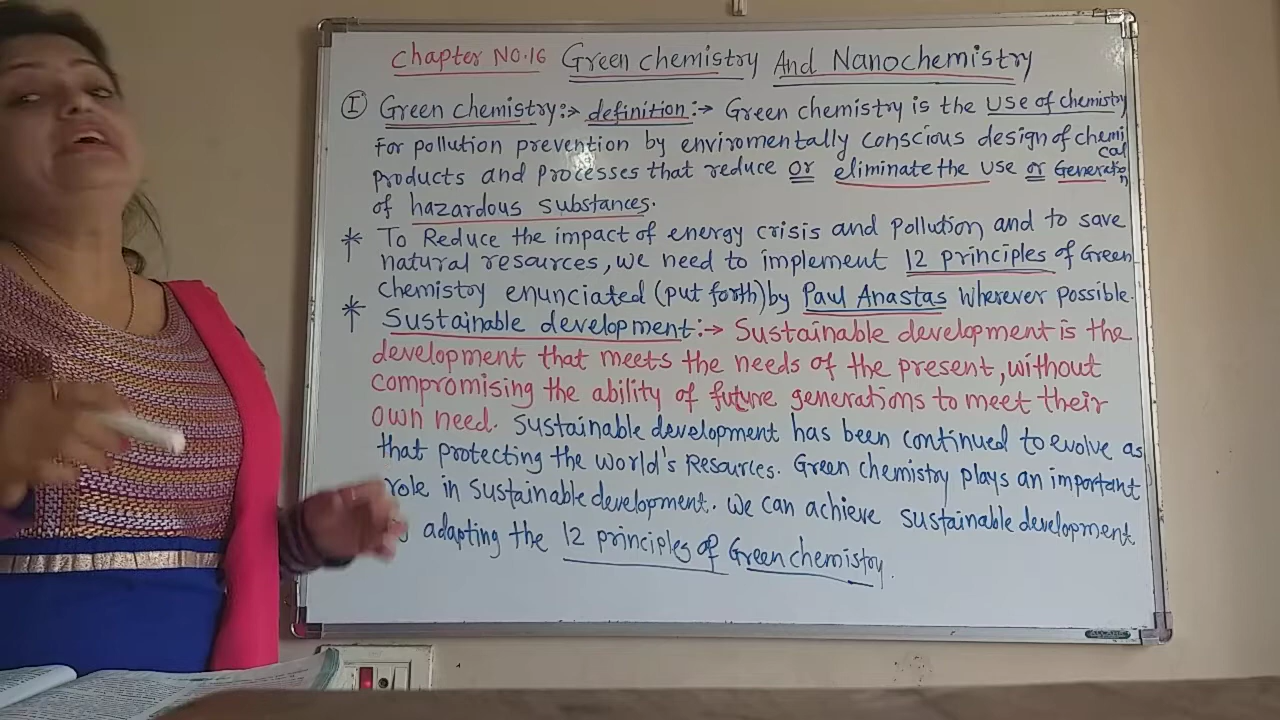 Chapter NO.16 Green chemistry And Nanochemistry
I Green chemistry:-> definition:-> Green chemistry is the use of chemistry
For pollution prevention by enviromentally conscious design of chemical
products and processes that reduce or eliminate the use or Generation
of hazardous substances.
* To Reduce the impact of energy crisis and pollution, and to save
natural resources, we need to implement 12 principles of Green
chemistry enunciated (put forth) by Paul Anastas wherever possible.
* Sustainable development:-> Sustainable development is the
development that meets the needs of the present, without
compromising the ability of future generations to meet their
own need. Sustainable development has been continued to evolve as
that protecting the world's Resources. Green chemistry plays an important
role in sustainable development. We can achieve sustainable development
adapting the 12 principles of Green chemistry.